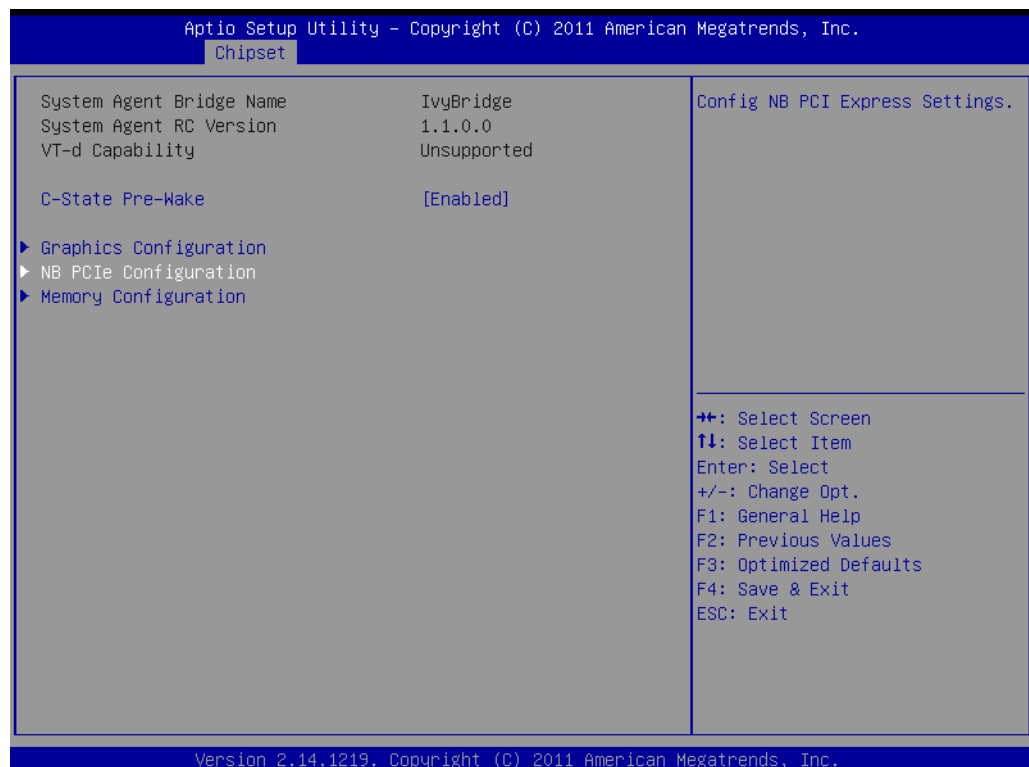 Aptio Setup Utility – Copyright (C) 2011 American Megatrends, Inc.
Chipset
System Agent Bridge Name IvyBridge
System Agent RC Version 1.1.0.0
VT-d Capability Unsupported
C-State Pre-Wake [Enabled]
Graphics Configuration
NB PCIe Configuration
Memory Configuration
Config NB PCI Express Settings.
→←: Select Screen
↑↓: Select Item
Enter: Select
+/-: Change Opt.
F1: General Help
F2: Previous Values
F3: Optimized Defaults
F4: Save & Exit
ESC: Exit
Version 2.14.1219. Copyright (C) 2011 American Megatrends, Inc.